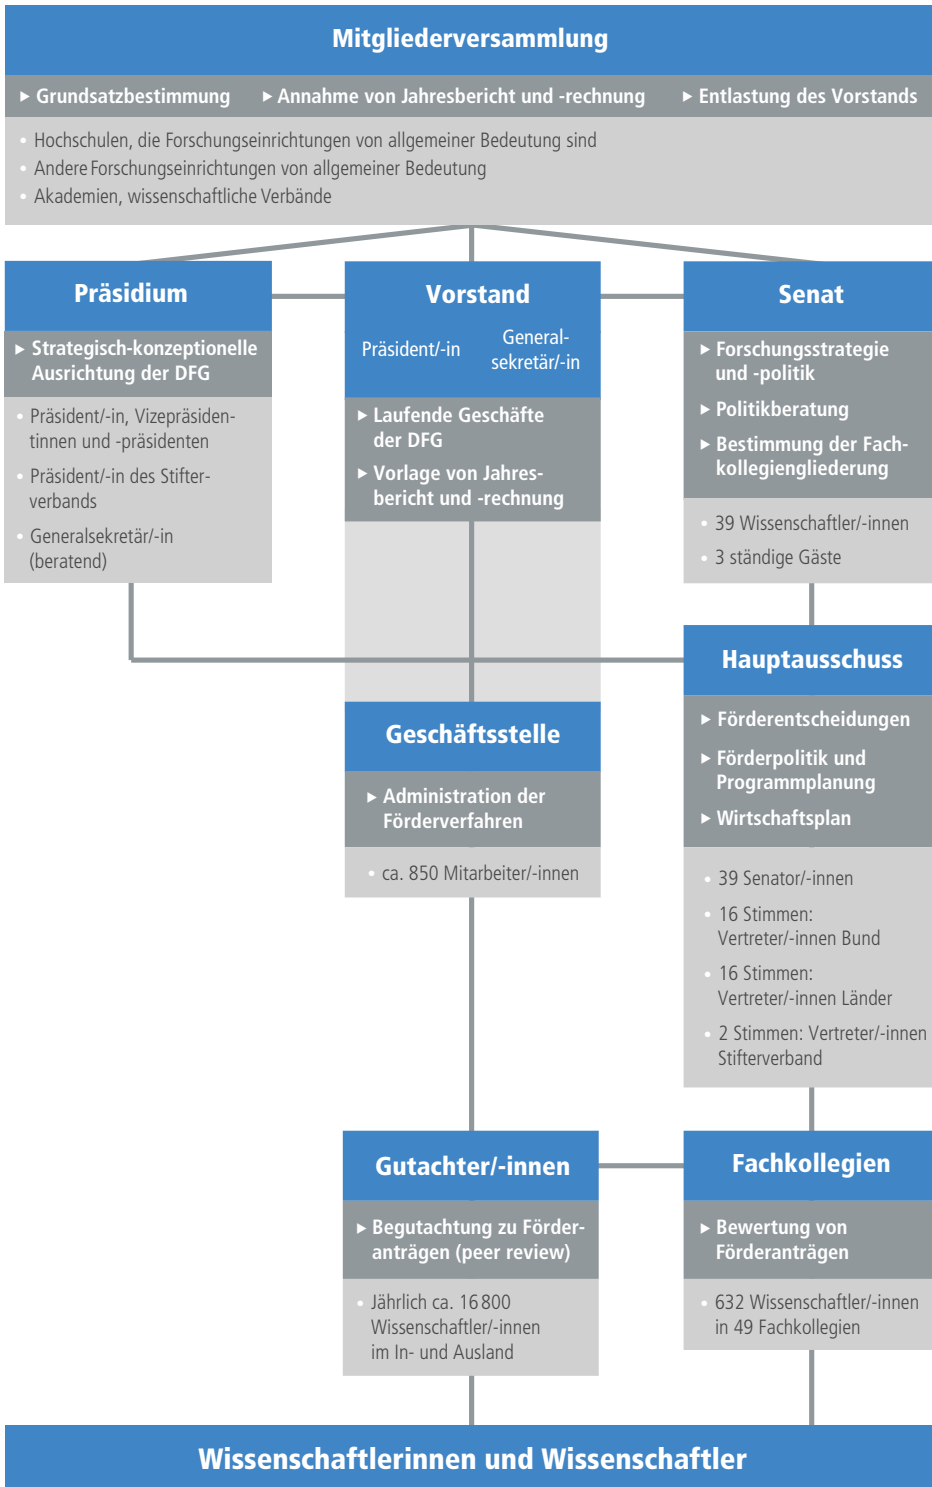 Mitgliederversammlung
▸ Grundsatzbestimmung ▸ Annahme von Jahresbericht und -rechnung ▸ Entlastung des Vorstands
• Hochschulen, die Forschungseinrichtungen von allgemeiner Bedeutung sind
• Andere Forschungseinrichtungen von allgemeiner Bedeutung
• Akademien, wissenschaftliche Verbände
Präsidium
▸ Strategisch-konzeptionelle
Ausrichtung der DFG
• Präsident/-in, Vizepräsiden-
tinnen und -präsidenten
• Präsident/-in des Stifter-
verbands
• Generalsekretär/-in
(beratend)
Vorstand
Präsident/-in
General-
sekretär/-in
▸ Laufende Geschäfte
der DFG
▸ Vorlage von Jahres-
bericht und -rechnung
Senat
▸ Forschungsstrategie
und -politik
▸ Politikberatung
▸ Bestimmung der Fach-
kollegiengliederung
• 39 Wissenschaftler/-innen
• 3 ständige Gäste
Hauptausschuss
▸ Förderentscheidungen
▸ Förderpolitik und
Programmplanung
▸ Wirtschaftsplan
• 39 Senator/-innen
• 16 Stimmen:
Vertreter/-innen Bund
• 16 Stimmen:
Vertreter/-innen Länder
• 2 Stimmen: Vertreter/-innen
Stifterverband
Geschäftsstelle
▸ Administration der
Förderverfahren
• ca. 850 Mitarbeiter/-innen
Gutachter/-innen
▸ Begutachtung zu Förder-
anträgen (peer review)
• Jährlich ca. 16 800
Wissenschaftler/-innen
im In- und Ausland
Fachkollegien
▸ Bewertung von
Förderanträgen
• 632 Wissenschaftler/-innen
in 49 Fachkollegien
Wissenschaftlerinnen und Wissenschaftler